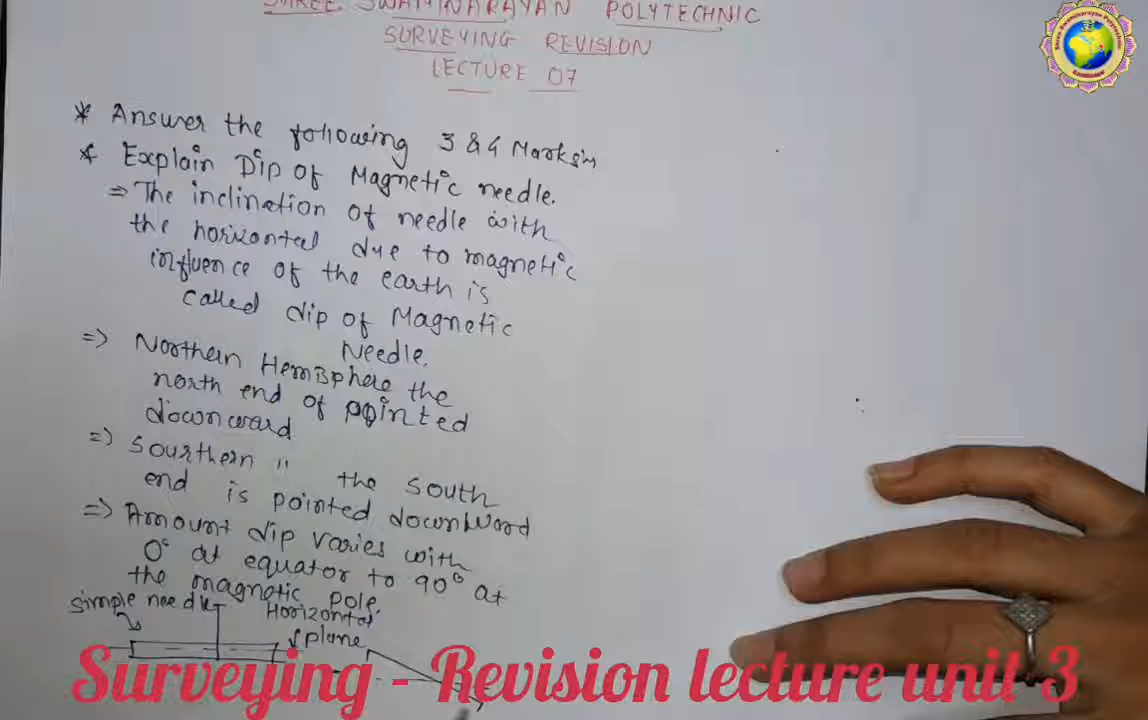 SHREE SWAMINARAYAN POLYTECHNIC
SURVEYING REVISION
LECTURE 07
* Answer the following 3 & 4 Marks
* Explain Dip of Magnetic needle.
⇒ The inclination of needle with
the horizontal due to magnetic
influence of the earth is
called dip of Magnetic
Needle.
⇒ Northern Hemisphere the
north end of pointed
downward
⇒ Sourthern " the south
end is pointed downward
⇒ Amount dip varies with
0° at equator to 90° at
the magnetic pole.
simple needle
Horizontal
plane
Surveying - Revision lecture unit 3